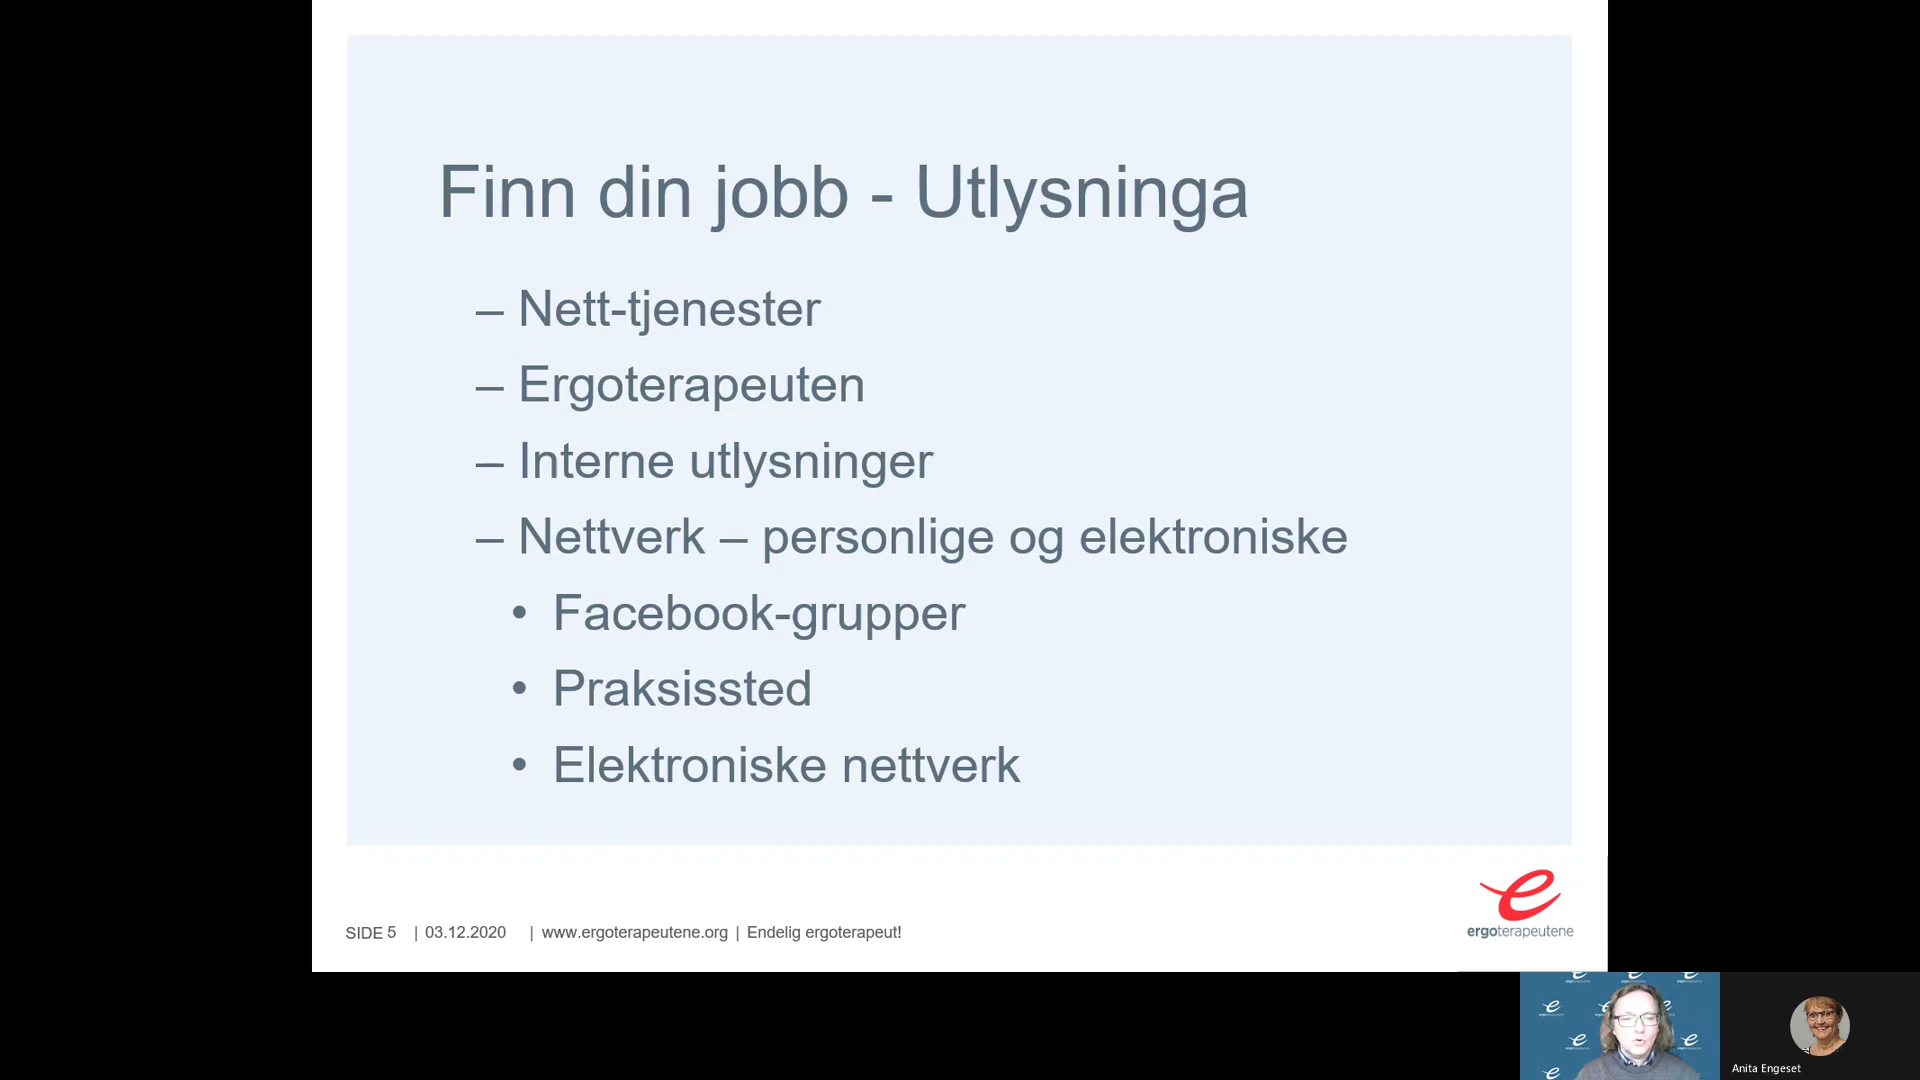 Finn din jobb - Utlysninga
– Nett-tjenester
– Ergoterapeuten
– Interne utlysninger
– Nettverk – personlige og elektroniske
• Facebook-grupper
• Praksissted
• Elektroniske nettverk
SIDE 5 | 03.12.2020 | www.ergoterapeutene.org | Endelig ergoterapeut!
ergoterapeutene
Anita Engeset